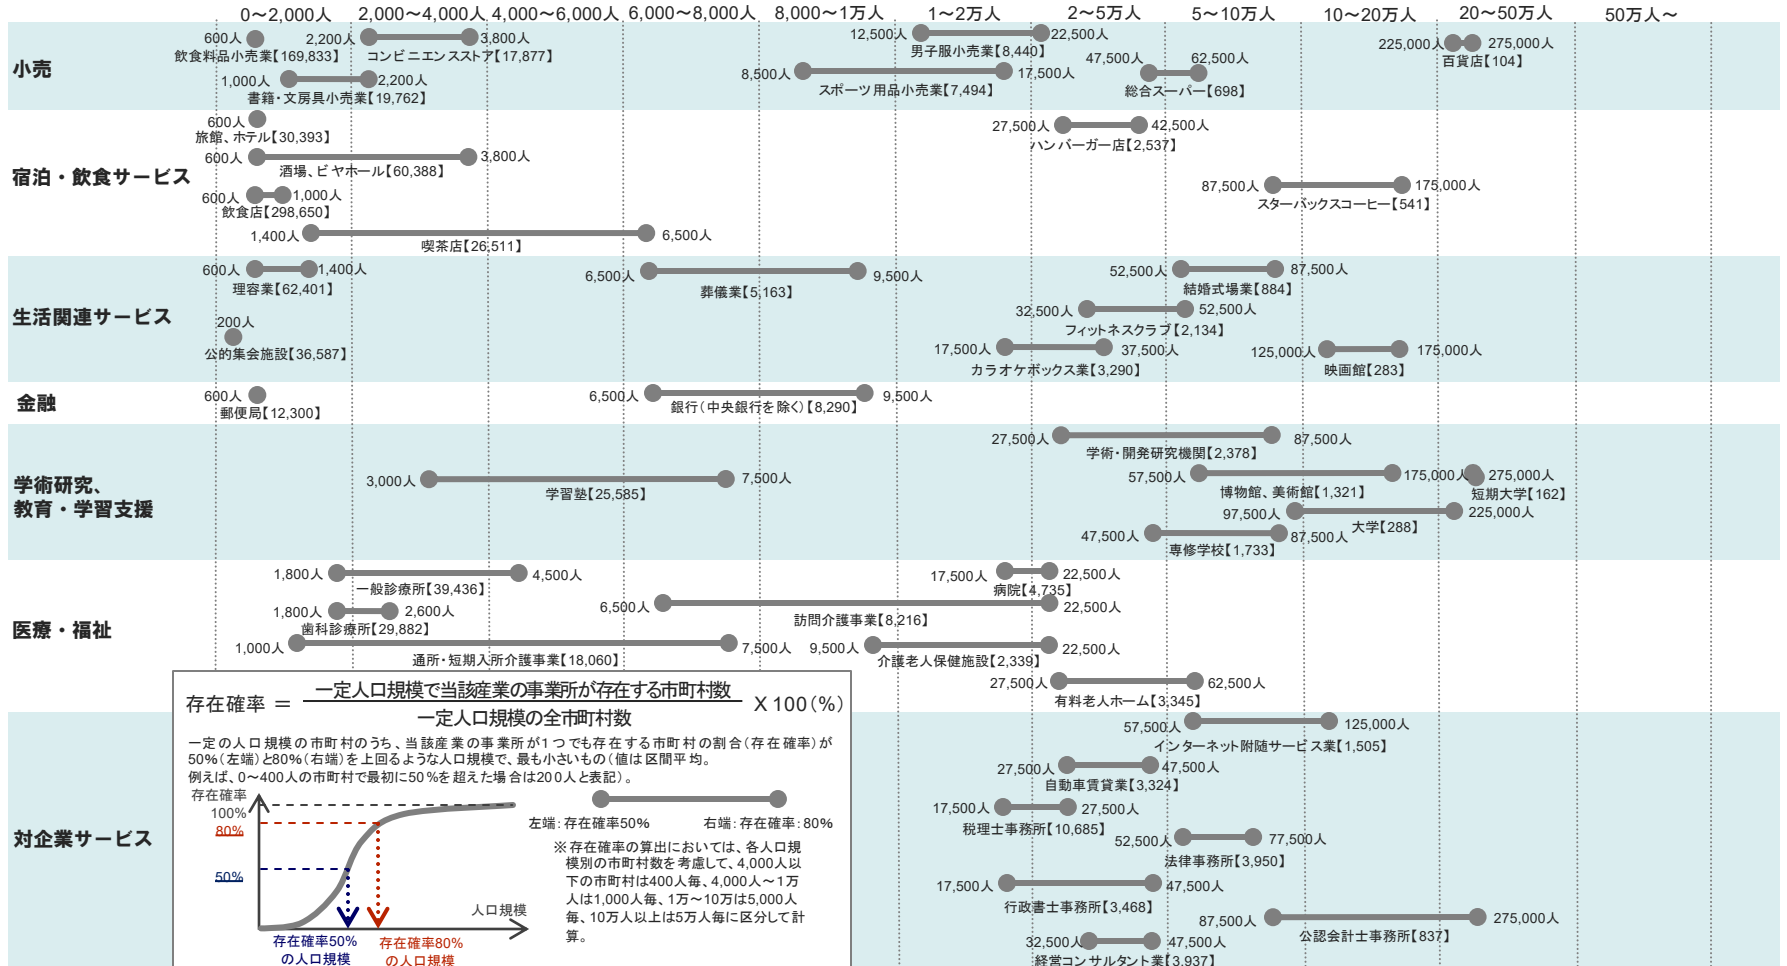 0〜2,000人 2,000〜4,000人 4,000〜6,000人 6,000〜8,000人 8,000〜1万人 1〜2万人 2〜5万人 5〜10万人 10〜20万人 20〜50万人 50万人〜
小売
600人
飲食料品小売業【169,833】
2,200人 3,800人
コンビニエンスストア【17,877】
12,500人 22,500人
男子服小売業【8,440】
225,000人 275,000人
百貨店【104】
1,000人 2,200人
書籍・文房具小売業【19,762】
8,500人 17,500人
スポーツ用品小売業【7,494】
47,500人 62,500人
総合スーパー【698】
宿泊・飲食サービス
600人
旅館、ホテル【30,393】
27,500人 42,500人
ハンバーガー店【2,537】
600人 3,800人
酒場、ビヤホール【60,388】
600人 1,000人
飲食店【298,650】
87,500人 175,000人
スターバックスコーヒー【541】
1,400人 6,500人
喫茶店【26,511】
生活関連サービス
600人 1,400人
理容業【62,401】
6,500人 9,500人
葬儀業【5,163】
52,500人 87,500人
結婚式場業【884】
32,500人 52,500人
フィットネスクラブ【2,134】
200人
公的集会施設【36,587】
17,500人 37,500人
カラオケボックス業【3,290】
125,000人 175,000人
映画館【283】
金融
600人
郵便局【12,300】
6,500人 9,500人
銀行（中央銀行を除く）【8,290】
学術研究、
教育・学習支援
27,500人 87,500人
学術・開発研究機関【2,378】
3,000人 7,500人
学習塾【25,585】
57,500人 175,000人
博物館、美術館【1,321】
275,000人
短期大学【162】
97,500人 225,000人
大学【288】
47,500人 87,500人
専修学校【1,733】
医療・福祉
1,800人 4,500人
一般診療所【39,436】
17,500人 22,500人
病院【4,735】
1,800人 2,600人
歯科診療所【29,882】
6,500人 22,500人
訪問介護事業【8,216】
1,000人 7,500人
通所・短期入所介護事業【18,060】
9,500人 22,500人
介護老人保健施設【2,339】
27,500人 62,500人
有料老人ホーム【3,345】
対企業サービス
57,500人 125,000人
インターネット附随サービス業【1,505】
27,500人 47,500人
自動車賃貸業【3,324】
17,500人 27,500人
税理士事務所【10,685】
52,500人 77,500人
法律事務所【3,950】
17,500人 47,500人
行政書士事務所【3,468】
87,500人 275,000人
公認会計士事務所【837】
32,500人 47,500人
経営コンサルタント業【3,937】
存在確率 ＝ 一定人口規模で当該産業の事業所が存在する市町村数 X 100（%）
一定人口規模の全市町村数
一定の人口規模の市町村のうち、当該産業の事業所が1つでも存在する市町村の割合（存在確率）が
50%（左端）と80%（右端）を上回るような人口規模で、最も小さいもの（値は区間平均。
例えば、0〜400人の市町村で最初に50%を超えた場合は200人と表記）。
存在確率
100%
80%
50%
人口規模
存在確率50%
の人口規模
存在確率80%
の人口規模
左端：存在確率50% 右端：存在確率：80%
※存在確率の算出においては、各人口規
模別の市町村数を考慮して、4,000人以
下の市町村は400人毎、4,000人〜1万
人は1,000人毎、1万〜10万は5,000人
毎、10万人以上は5万人毎に区分して計
算。